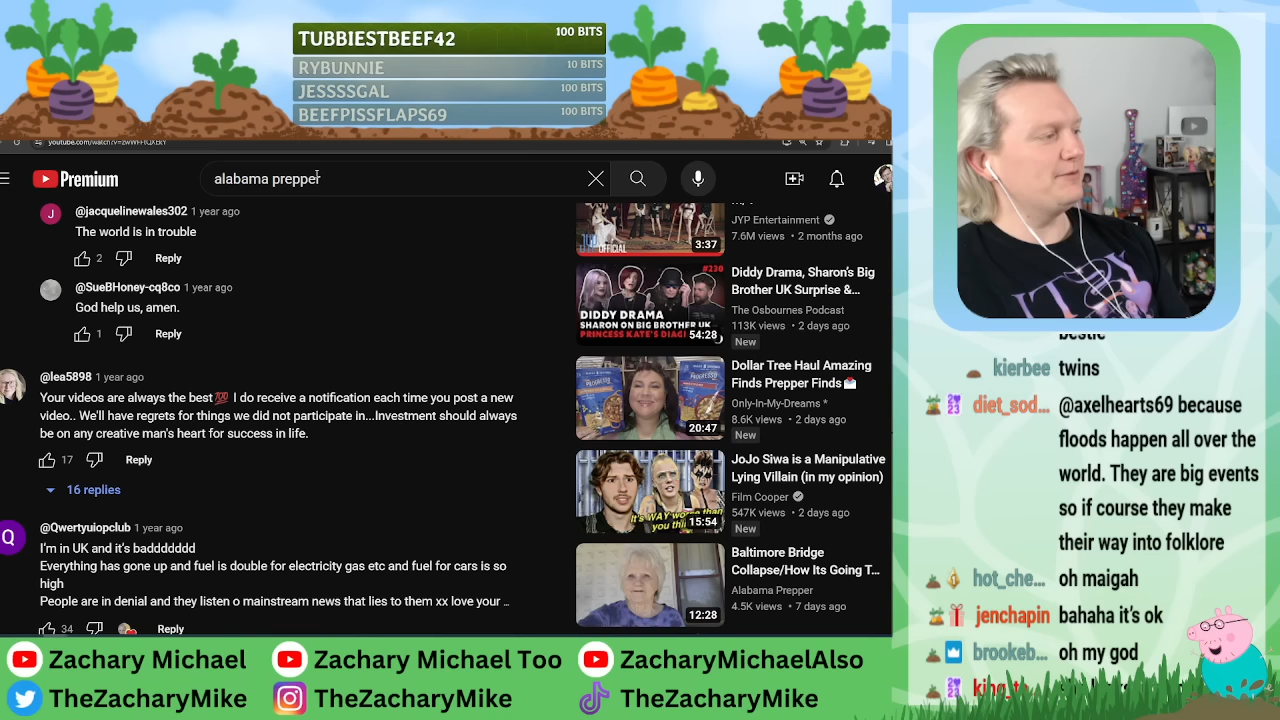 TUBBIESTBEEF42 100 BITS
RYBUNNIE 10 BITS
JESSSSGAL 100 BITS
BEEFPISSFLAPS69 100 BITS
Premium
alabama prepper
J
@jacquelinewales302 1 year ago
The world is in trouble
2 Reply
@SueBHoney-cq8co 1 year ago
God help us, amen.
1 Reply
@lea5898 1 year ago
Your videos are always the best💯 I do receive a notification each time you post a new
video.. We'll have regrets for things we did not participate in...Investment should always
be on any creative man's heart for success in life.
17 Reply
16 replies
Q
@Qwertyuiopclub 1 year ago
I'm in UK and it's baddddddd
Everything has gone up and fuel is double for electricity gas etc and fuel for cars is so
high
People are in denial and they listen o mainstream news that lies to them xx love your ...
34 Reply
OFFICIAL
3:37
JYP Entertainment
7.6M views • 2 months ago
#230
DIDDY DRAMA
SHARON ON BIG BROTHER UK
54:28
Diddy Drama, Sharon's Big
Brother UK Surprise &...
The Osbournes Podcast
113K views • 2 days ago
New
PROGRESSO
20:47
Dollar Tree Haul Amazing
Finds Prepper Finds 💌
Only-In-My-Dreams *
8.6K views • 2 days ago
New
15:54
JoJo Siwa is a Manipulative
Lying Villain (in my opinion)
Film Cooper
547K views • 2 days ago
New
12:28
Baltimore Bridge
Collapse/How Its Going T...
Alabama Prepper
4.5K views • 7 days ago
bestie
kierbee twins
diet_sod... @axelhearts69 because
floods happen all over the
world. They are big events
so if course they make
their way into folklore
hot_che... oh maigah
jenchapin bahaha it's ok
brookeb... oh my god
Zachary Michael
Zachary Michael Too
ZacharyMichaelAlso
TheZacharyMike
TheZacharyMike
TheZacharyMike